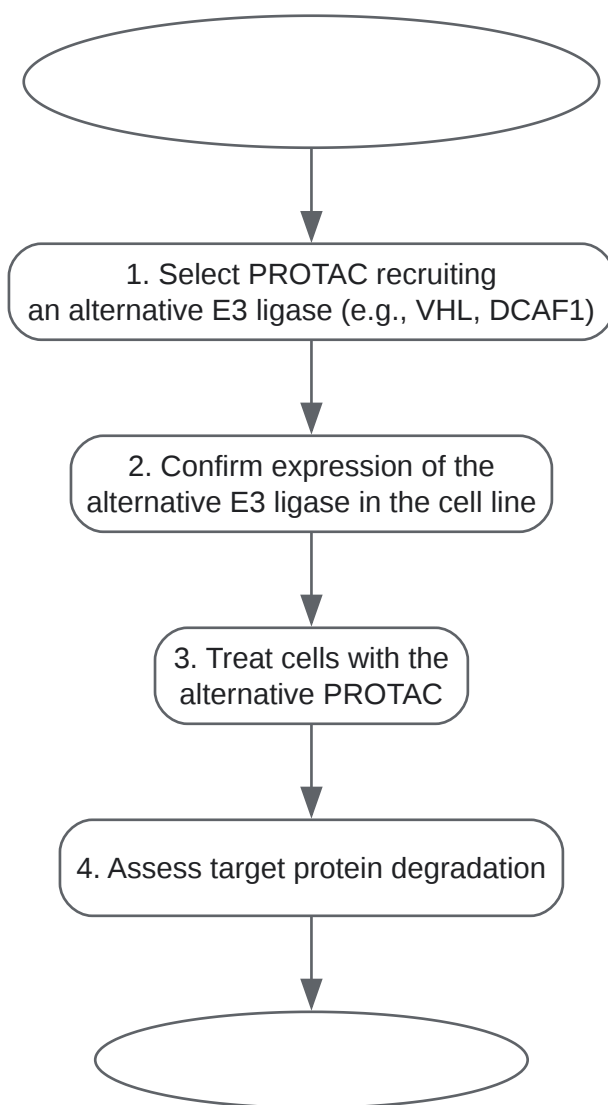 1. Select PROTAC recruiting
an alternative E3 ligase (e.g., VHL, DCAF1)
2. Confirm expression of the
alternative E3 ligase in the cell line
3. Treat cells with the
alternative PROTAC
4. Assess target protein degradation